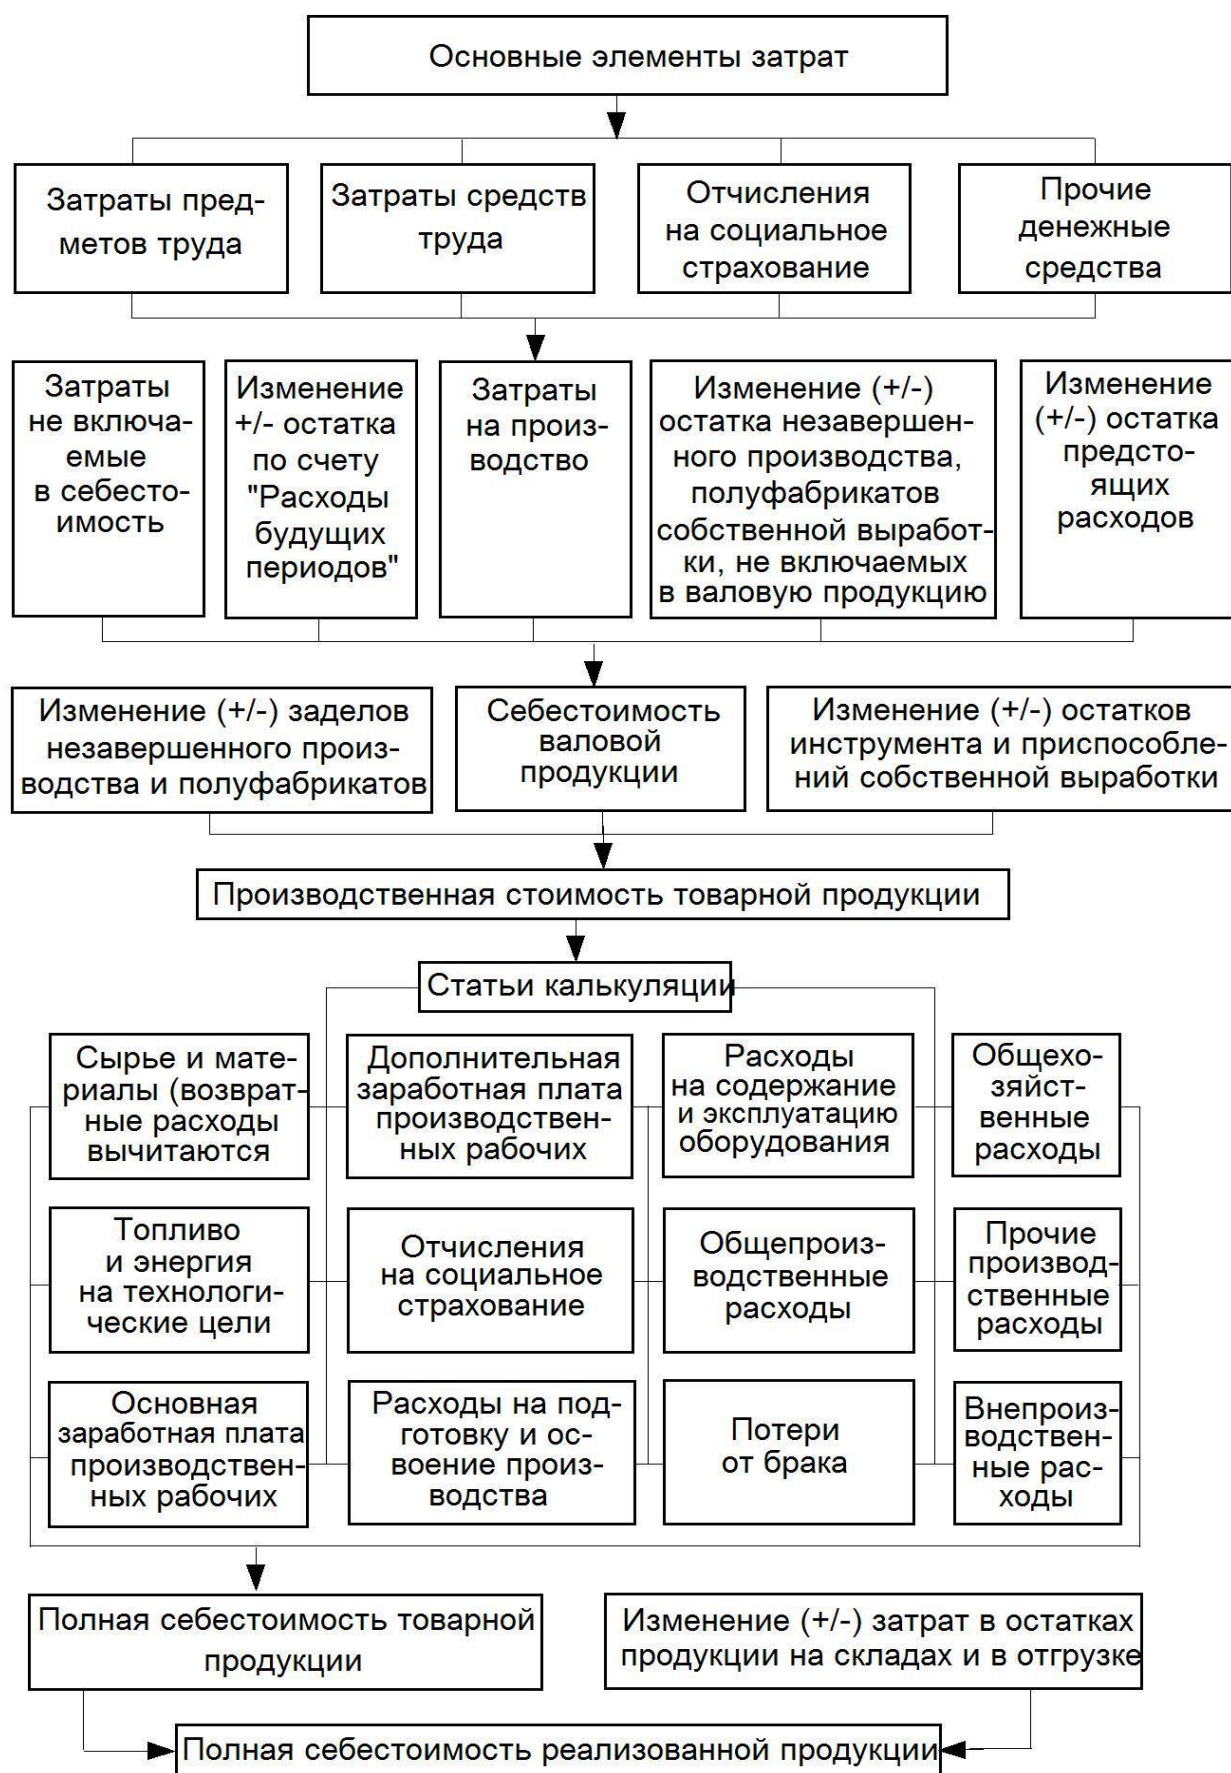 Основные элементы затрат
Затраты пред-
метов труда
Затраты средств
труда
Отчисления
на социальное
страхование
Прочие
денежные
средства
Затраты
не включа-
емые
в себесто-
имость
Изменение
+/- остатка
по счету
"Расходы
будущих
периодов"
Затраты
на произ-
водство
Изменение (+/-)
остатка незавершен-
ного производства,
полуфабрикатов
собственной выработ-
ки, не включаемых
в валовую продукцию
Изменение
(+/-) остатка
предсто-
ящих
расходов
Изменение (+/-) заделов
незавершенного произ-
водства и полуфабрикатов
Себестоимость
валовой
продукции
Изменение (+/-) остатков
инструмента и приспособле-
ний собственной выработки
Производственная стоимость товарной продукции
Статьи калькуляции
Сырье и мате-
риалы (возврат-
ные расходы
вычитаются
Дополнительная
заработная плата
производствен-
ных рабочих
Расходы
на содержание
и эксплуатацию
оборудования
Общехо-
зяйст-
венные
расходы
Топливо
и энергия
на технологи-
ческие цели
Отчисления
на социальное
страхование
Общепроиз-
водственные
расходы
Прочие
производ-
ственные
расходы
Основная
заработная плата
производствен-
ных рабочих
Расходы на под-
готовку и ос-
воение произ-
водства
Потери
от брака
Внепроиз-
водствен-
ные рас-
ходы
Полная себестоимость товарной
продукции
Изменение (+/-) затрат в остатках
продукции на складах и в отгрузке
Полная себестоимость реализованной продукции